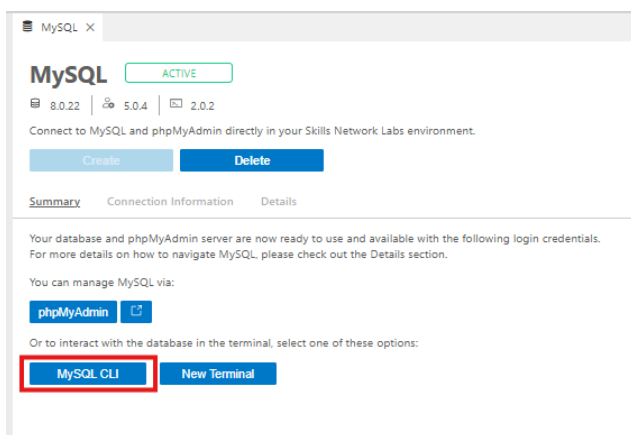 MySQL ×
MySQL ACTIVE
8.0.22 5.0.4 2.0.2
Connect to MySQL and phpMyAdmin directly in your Skills Network Labs environment.
Create Delete
Summary Connection Information Details
Your database and phpMyAdmin server are now ready to use and available with the following login credentials.
For more details on how to navigate MySQL, please check out the Details section.
You can manage MySQL via:
phpMyAdmin
Or to interact with the database in the terminal, select one of these options:
MySQL CLI New Terminal